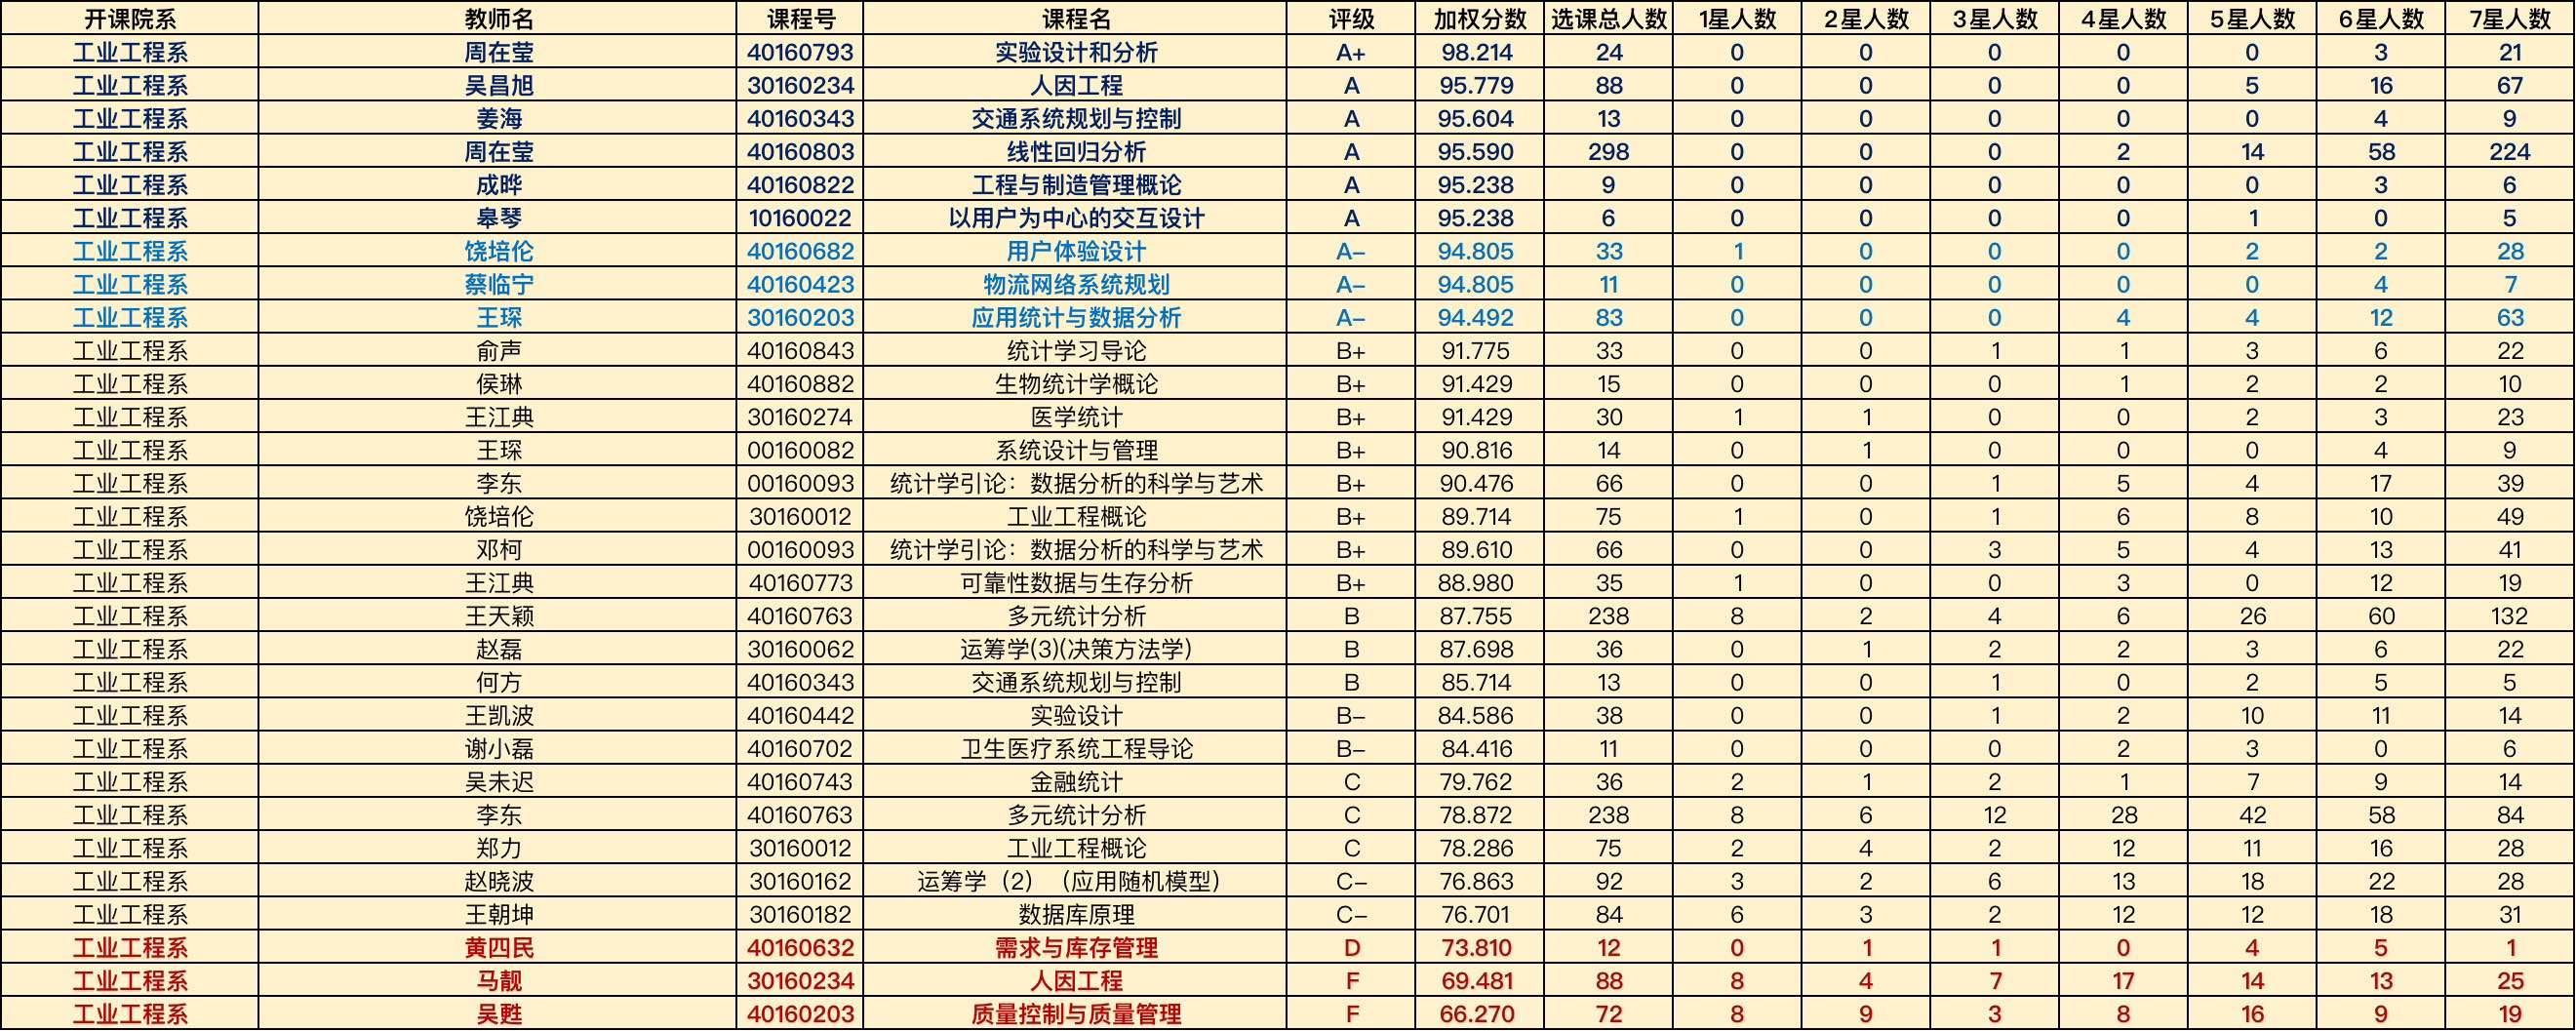 开课院系 教师名 课程号 课程名 评级 加权分数 选课总人数 1星人数 2星人数 3星人数 4星人数 5星人数 6星人数 7星人数
工业工程系 周在莹 40160793 实验设计和分析 A+ 98.214 24 0 0 0 0 0 3 21
工业工程系 吴昌旭 30160234 人因工程 A 95.779 88 0 0 0 0 5 16 67
工业工程系 姜海 40160343 交通系统规划与控制 A 95.604 13 0 0 0 0 0 4 9
工业工程系 周在莹 40160803 线性回归分析 A 95.590 298 0 0 0 2 14 58 224
工业工程系 成晔 40160822 工程与制造管理概论 A 95.238 9 0 0 0 0 0 3 6
工业工程系 皋琴 10160022 以用户为中心的交互设计 A 95.238 6 0 0 0 0 1 0 5
工业工程系 饶培伦 40160682 用户体验设计 A- 94.805 33 1 0 0 0 2 2 28
工业工程系 蔡临宁 40160423 物流网络系统规划 A- 94.805 11 0 0 0 0 0 4 7
工业工程系 王琛 30160203 应用统计与数据分析 A- 94.492 83 0 0 0 4 4 12 63
工业工程系 俞声 40160843 统计学习导论 B+ 91.775 33 0 0 1 1 3 6 22
工业工程系 侯琳 40160882 生物统计学概论 B+ 91.429 15 0 0 0 1 2 2 10
工业工程系 王江典 30160274 医学统计 B+ 91.429 30 1 1 0 0 2 3 23
工业工程系 王琛 00160082 系统设计与管理 B+ 90.816 14 0 1 0 0 0 4 9
工业工程系 李东 00160093 统计学引论：数据分析的科学与艺术 B+ 90.476 66 0 0 1 5 4 17 39
工业工程系 饶培伦 30160012 工业工程概论 B+ 89.714 75 1 0 1 6 8 10 49
工业工程系 邓柯 00160093 统计学引论：数据分析的科学与艺术 B+ 89.610 66 0 0 3 5 4 13 41
工业工程系 王江典 40160773 可靠性数据与生存分析 B+ 88.980 35 1 0 0 3 0 12 19
工业工程系 王天颖 40160763 多元统计分析 B 87.755 238 8 2 4 6 26 60 132
工业工程系 赵磊 30160062 运筹学(3)(决策方法学) B 87.698 36 0 1 2 2 3 6 22
工业工程系 何方 40160343 交通系统规划与控制 B 85.714 13 0 0 1 0 2 5 5
工业工程系 王凯波 40160442 实验设计 B- 84.586 38 0 0 1 2 10 11 14
工业工程系 谢小磊 40160702 卫生医疗系统工程导论 B- 84.416 11 0 0 0 2 3 0 6
工业工程系 吴未迟 40160743 金融统计 C 79.762 36 2 1 2 1 7 9 14
工业工程系 李东 40160763 多元统计分析 C 78.872 238 8 6 12 28 42 58 84
工业工程系 郑力 30160012 工业工程概论 C 78.286 75 2 4 2 12 11 16 28
工业工程系 赵晓波 30160162 运筹学（2）（应用随机模型） C- 76.863 92 3 2 6 13 18 22 28
工业工程系 王朝坤 30160182 数据库原理 C- 76.701 84 6 3 2 12 12 18 31
工业工程系 黄四民 40160632 需求与库存管理 D 73.810 12 0 1 1 0 4 5 1
工业工程系 马靓 30160234 人因工程 F 69.481 88 8 4 7 17 14 13 25
工业工程系 吴甦 40160203 质量控制与质量管理 F 66.270 72 8 9 3 8 16 9 19